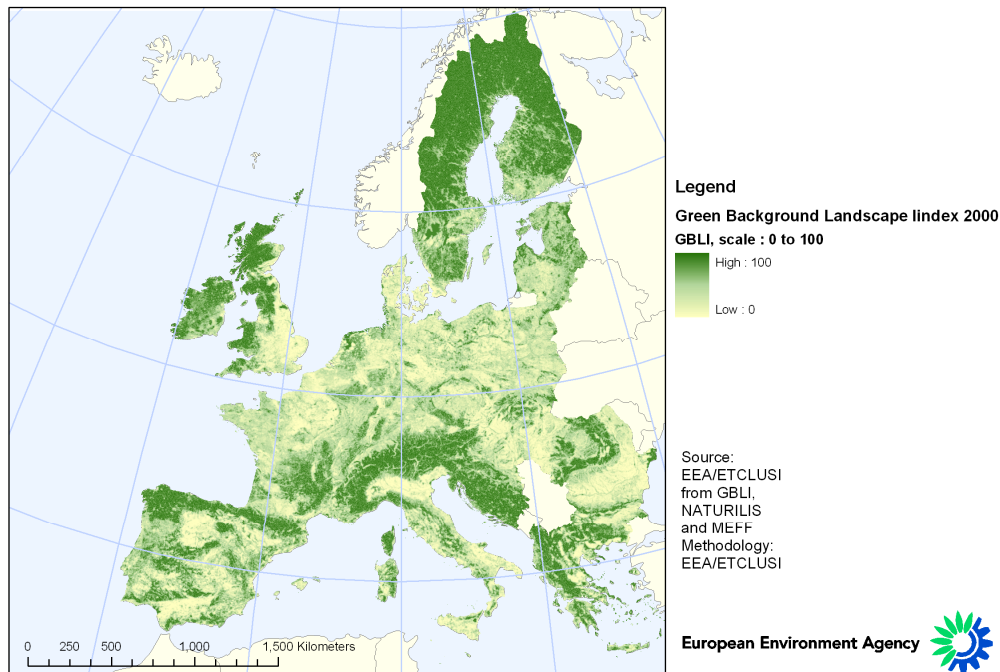 Legend
Green Background Landscape Iindex 2000
GBLI, scale : 0 to 100
High : 100
Low : 0
Source:
EEA/ETCLUSI
from GBLI,
NATURILIS
and MEFF
Methodology:
EEA/ETCLUSI
0 250 500 1,000 1,500 Kilometers
European Environment Agency